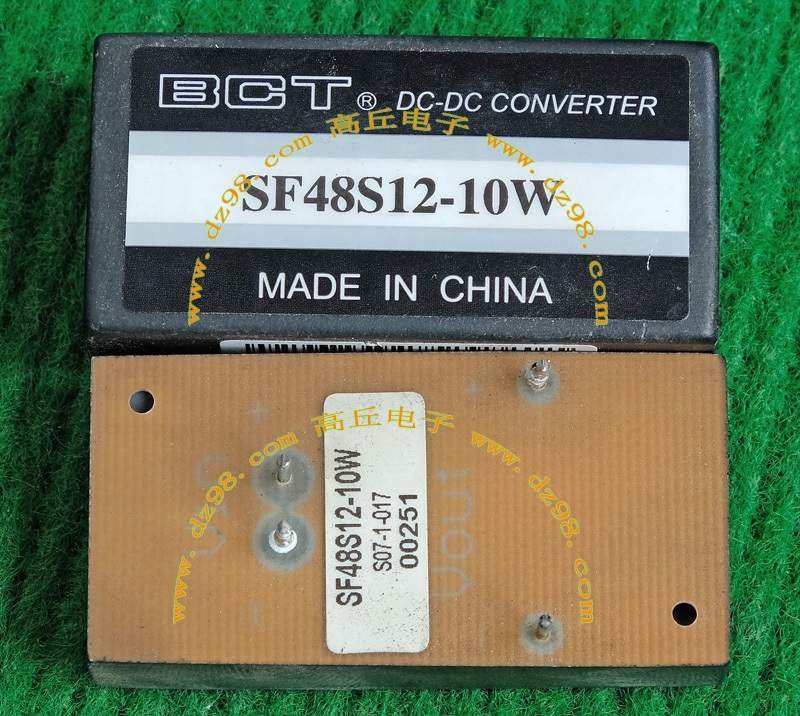 BCT® DC-DC CONVERTER
www.dz98.com 高丘电子 www.dz98.com
SF48S12-10W
MADE IN CHINA
+ +
www.dz98.com 高丘电子 www.dz98.com
Vin
SF48S12-10W
S07-1-017
00251
Vout
- -